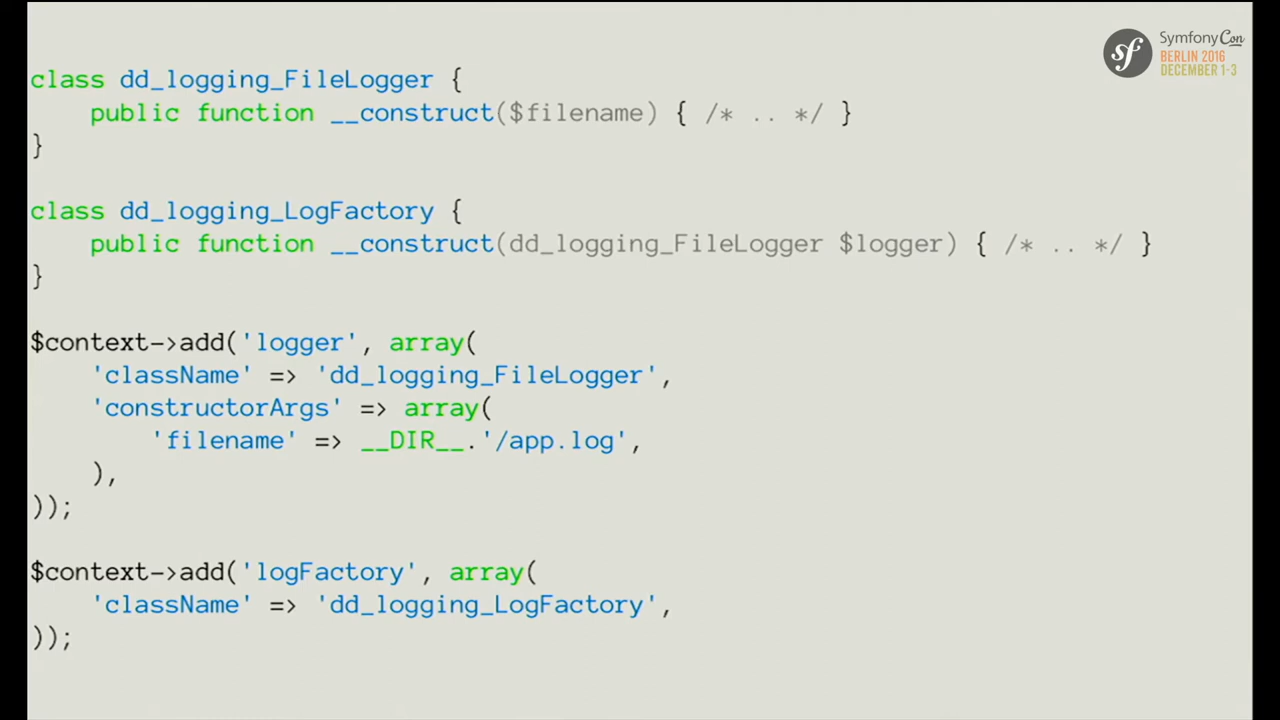 SymfonyCon
BERLIN 2016
DECEMBER 1-3
sf
class dd_logging_FileLogger {
    public function __construct($filename) { /* .. */ }
}
class dd_logging_LogFactory {
    public function __construct(dd_logging_FileLogger $logger) { /* .. */ }
}
$context->add('logger', array(
    'className' => 'dd_logging_FileLogger',
    'constructorArgs' => array(
        'filename' => __DIR__.'/app.log',
    ),
));
$context->add('logFactory', array(
    'className' => 'dd_logging_LogFactory',
));